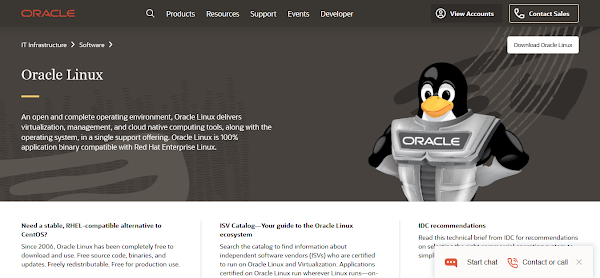 ORACLE
Products Resources Support Events Developer
View Accounts
Contact Sales
IT Infrastructure
Software
Download Oracle Linux
Oracle Linux
An open and complete operating environment, Oracle Linux delivers
virtualization, management, and cloud native computing tools, along with the
operating system, in a single support offering. Oracle Linux is 100%
application binary compatible with Red Hat Enterprise Linux.
ORACLE
Need a stable, RHEL-compatible alternative to
CentOS?
Since 2006, Oracle Linux has been completely free to
download and use. Free source code, binaries, and
updates. Freely redistributable. Free for production use.
ISV Catalog—Your guide to the Oracle Linux
ecosystem
Search the catalog to find information about
independent software vendors (ISVs) who are certified
to run on Oracle Linux and Virtualization. Applications
certified on Oracle Linux run wherever Linux runs—on-
IDC recommendations
Read this technical brief from IDC for recommendations
on
simpl
Start chat
Contact or call